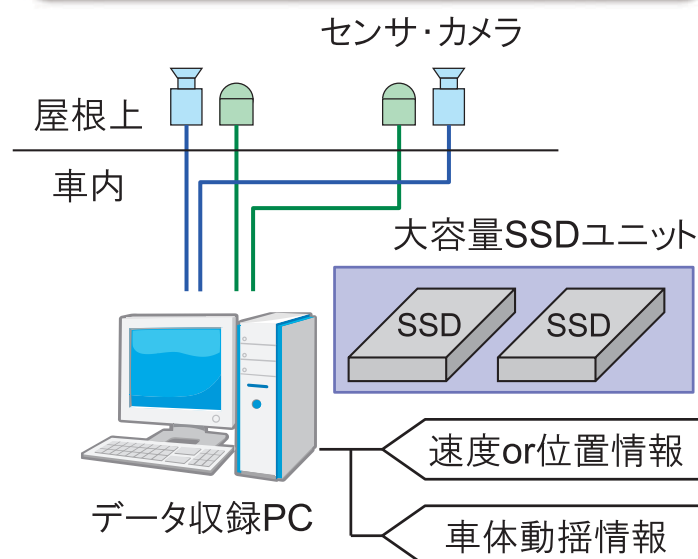 センサ・カメラ
屋根上
車内
大容量SSDユニット
SSD
SSD
速度or位置情報
データ収録PC
車体動揺情報